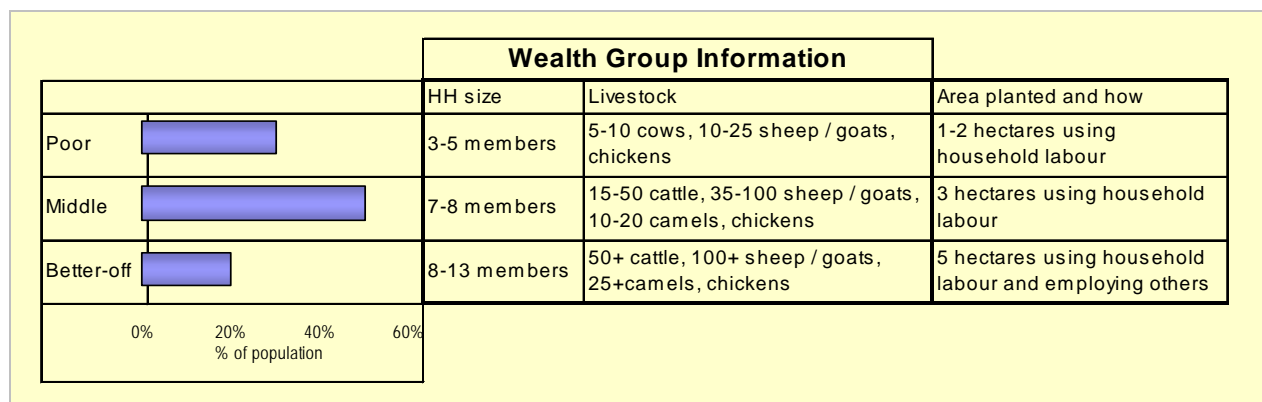 Wealth Group Information
HH size
Livestock
Area planted and how
Poor
3-5 members
5-10 cows, 10-25 sheep / goats,
chickens
1-2 hectares using
household labour
Middle
7-8 members
15-50 cattle, 35-100 sheep / goats,
10-20 camels, chickens
3 hectares using household
labour
Better-off
8-13 members
50+ cattle, 100+ sheep / goats,
25+camels, chickens
5 hectares using household
labour and employing others
0% 20% 40% 60%
% of population